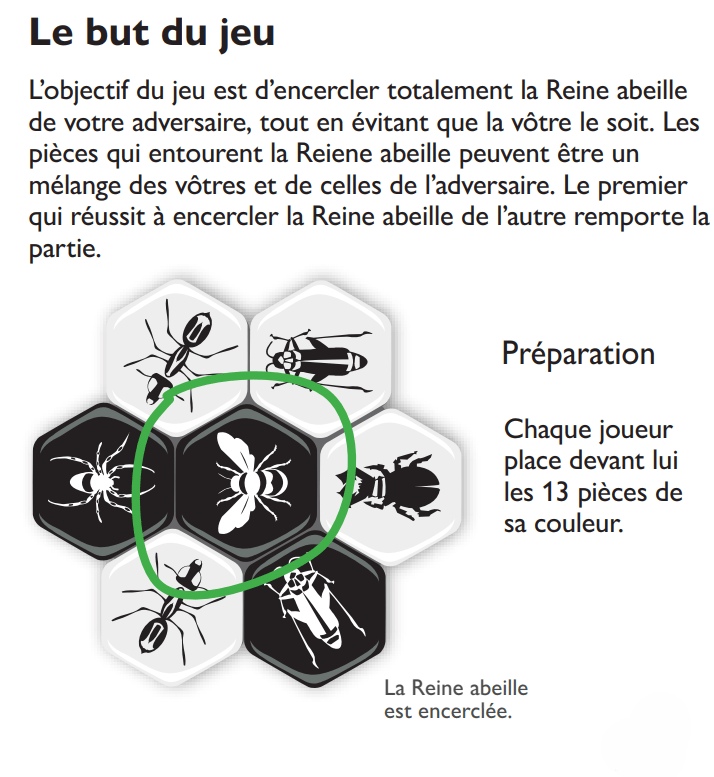 Le but du jeu
L’objectif du jeu est d’encercler totalement la Reine abeille
de votre adversaire, tout en évitant que la vôtre le soit. Les
pièces qui entourent la Reiene abeille peuvent être un
mélange des vôtres et de celles de l’adversaire. Le premier
qui réussit à encercler la Reine abeille de l’autre remporte la
partie.
Préparation
Chaque joueur
place devant lui
les 13 pièces de
sa couleur.
La Reine abeille
est encerclée.